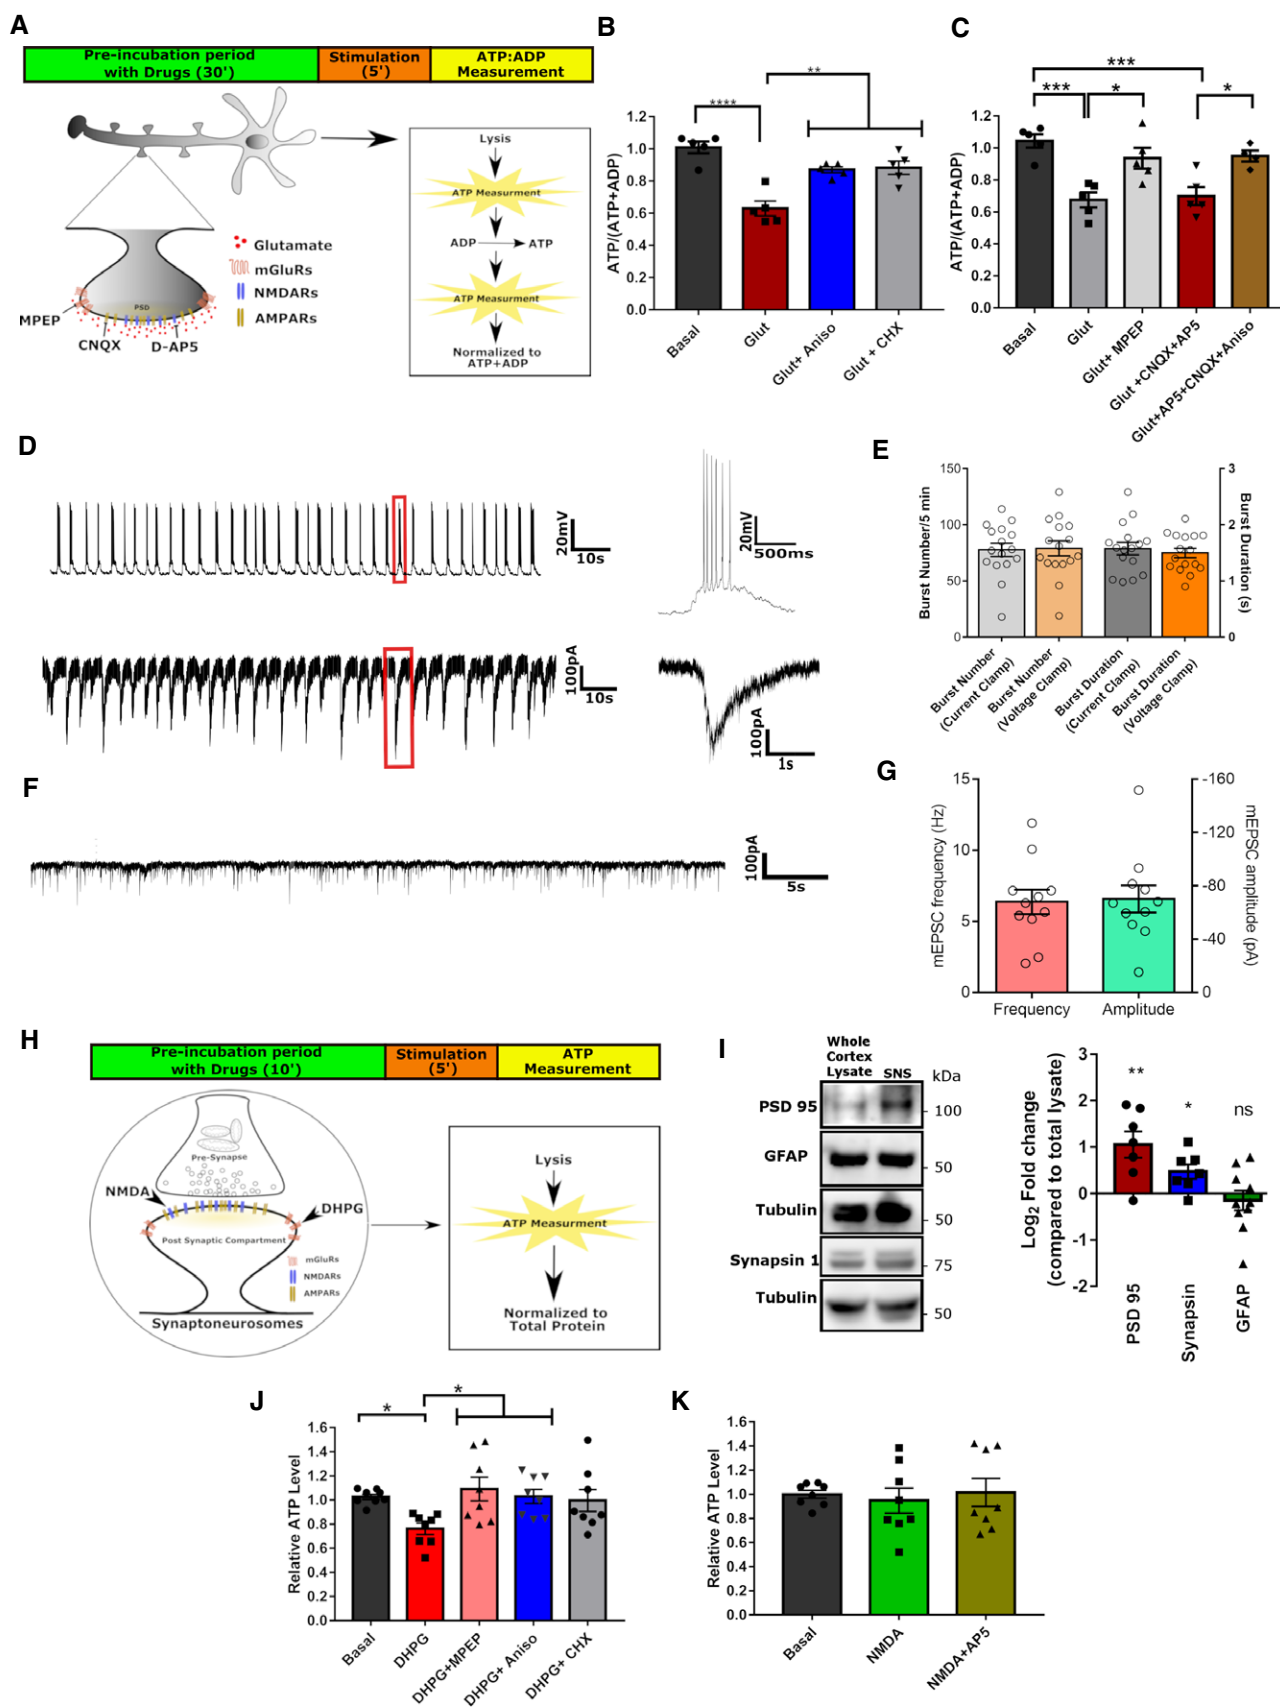 A
Pre-incubation period
with Drugs (30')
Stimulation
(5')
ATP:ADP
Measurement
Glutamate
mGluRs
NMDARs
AMPARs
PSD
MPEP
CNQX
D-AP5
Lysis
ATP Measurment
ADP
ATP
ATP Measurment
Normalized to
ATP+ADP
B
**
****
ATP/(ATP+ADP)
1.2
1.0
0.8
0.6
0.4
0.2
0.0
Basal
Glut
Glut+ Aniso
Glut + CHX
C
***
***
*
*
ATP/(ATP+ADP)
1.2
1.0
0.8
0.6
0.4
0.2
0.0
Basal
Glut
Glut+ MPEP
Glut +CNQX+AP5
Glut+AP5+CNQX+Aniso
D
20mV
10s
20mV
500ms
100pA
10s
100pA
1s
E
Burst Number/5 min
150
100
50
0
3
2
1
0
Burst Duration (s)
Burst Number
(Current Clamp)
Burst Number
(Voltage Clamp)
Burst Duration
(Current Clamp)
Burst Duration
(Voltage Clamp)
F
100pA
5s
G
mEPSC frequency (Hz)
15
10
5
0
-160
-120
-80
-40
0
mEPSC amplitude (pA)
Frequency
Amplitude
H
Pre-incubation period
with Drugs (10')
Stimulation
(5')
ATP
Measurement
Pre-Synapse
NMDA
DHPG
Post Synaptic Compartment
mGluRs
NMDARs
AMPARs
Synaptoneurosomes
Lysis
ATP Measurment
Normalized to
Total Protein
I
Whole
Cortex
Lysate
SNS
kDa
PSD 95
100
GFAP
50
Tubulin
50
Synapsin 1
75
Tubulin
50
Log2 Fold change
(compared to total lysate)
3
2
1
0
-1
-2
**
*
ns
PSD 95
Synapsin
GFAP
J
*
*
Relative ATP Level
1.6
1.4
1.2
1.0
0.8
0.6
0.4
0.2
0.0
Basal
DHPG
DHPG+MPEP
DHPG+ Aniso
DHPG+ CHX
K
Relative ATP Level
1.6
1.4
1.2
1.0
0.8
0.6
0.4
0.2
0.0
Basal
NMDA
NMDA+AP5